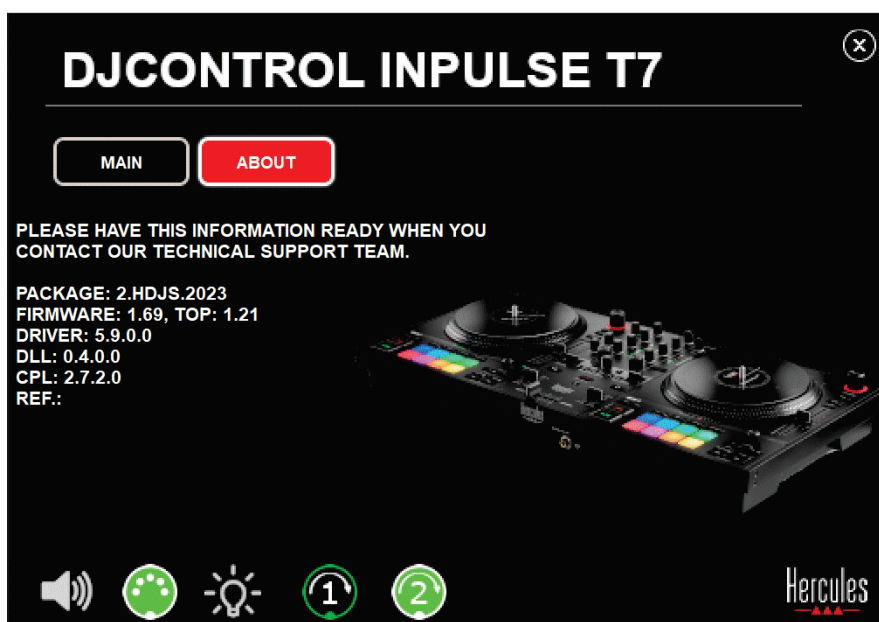 DJCONTROL INPULSE T7
MAIN
ABOUT
PLEASE HAVE THIS INFORMATION READY WHEN YOU
CONTACT OUR TECHNICAL SUPPORT TEAM.
PACKAGE: 2.HDJS.2023
FIRMWARE: 1.69, TOP: 1.21
DRIVER: 5.9.0.0
DLL: 0.4.0.0
CPL: 2.7.2.0
REF.:
1
2
Hercules